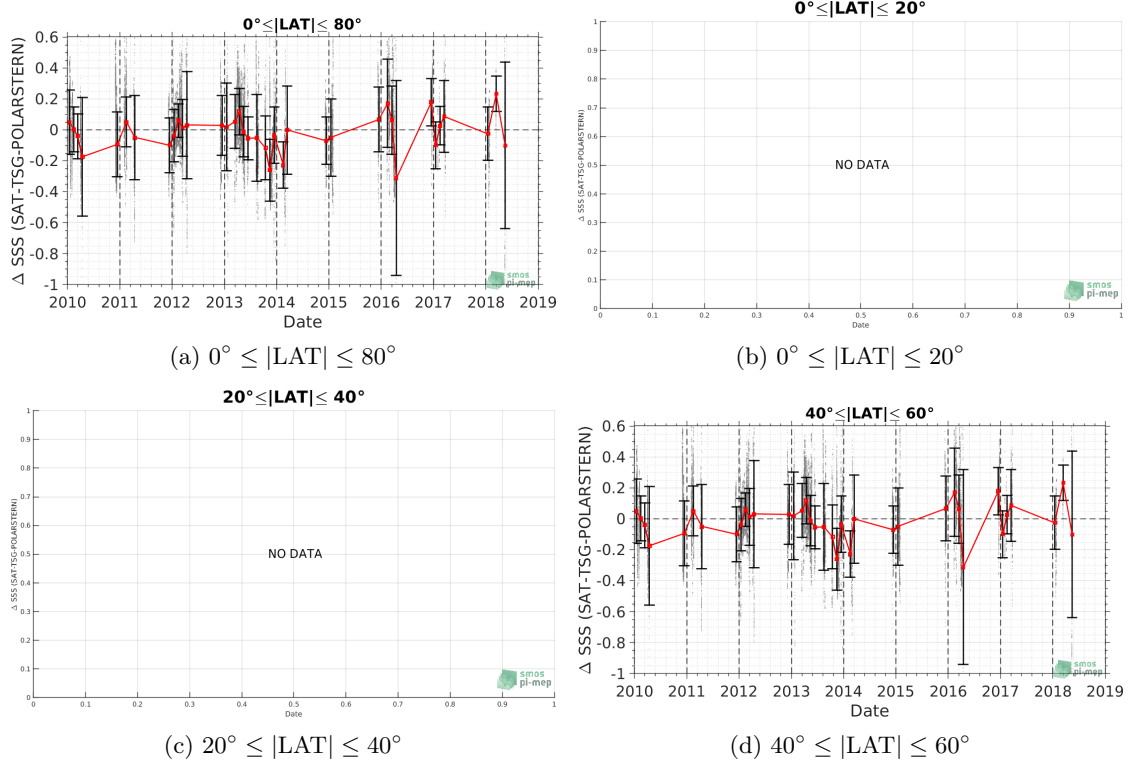 0°≤|LAT|≤ 80°
Δ SSS (SAT-TSG-POLARSTERN)
0.6
0.4
0.2
0
-0.2
-0.4
-0.6
-0.8
-1
2010 2011 2012 2013 2014 2015 2016 2017 2018 2019
Date
smos
pi-mep
(a) 0° ≤ |LAT| ≤ 80°
0°≤|LAT|≤ 20°
Δ SSS (SAT-TSG-POLARSTERN)
1
0.9
0.8
0.7
0.6
0.5
0.4
0.3
0.2
0.1
0
NO DATA
0 0.1 0.2 0.3 0.4 0.5 0.6 0.7 0.8 0.9 1
Date
smos
pi-mep
(b) 0° ≤ |LAT| ≤ 20°
20°≤|LAT|≤ 40°
Δ SSS (SAT-TSG-POLARSTERN)
1
0.9
0.8
0.7
0.6
0.5
0.4
0.3
0.2
0.1
0
NO DATA
0 0.1 0.2 0.3 0.4 0.5 0.6 0.7 0.8 0.9 1
Date
smos
pi-mep
(c) 20° ≤ |LAT| ≤ 40°
40°≤|LAT|≤ 60°
Δ SSS (SAT-TSG-POLARSTERN)
0.6
0.4
0.2
0
-0.2
-0.4
-0.6
-0.8
-1
2010 2011 2012 2013 2014 2015 2016 2017 2018 2019
Date
smos
pi-mep
(d) 40° ≤ |LAT| ≤ 60°